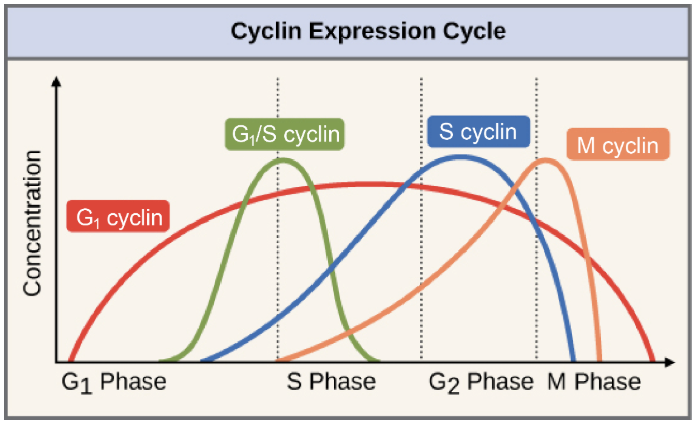 Cyclin Expression Cycle
G₁/S cyclin
S cyclin
M cyclin
G₁ cyclin
Concentration
G₁ Phase
S Phase
G₂ Phase
M Phase